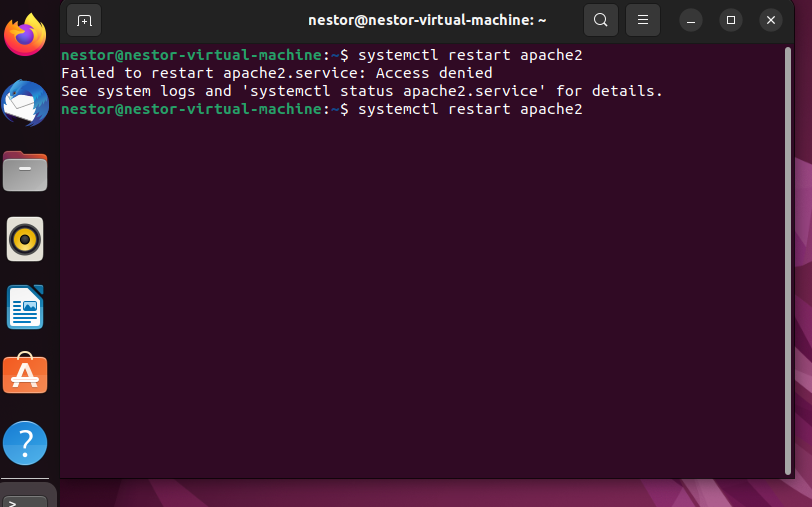 nestor@nestor-virtual-machine: ~
nestor@nestor-virtual-machine:~$ systemctl restart apache2
Failed to restart apache2.service: Access denied
See system logs and 'systemctl status apache2.service' for details.
nestor@nestor-virtual-machine:~$ systemctl restart apache2